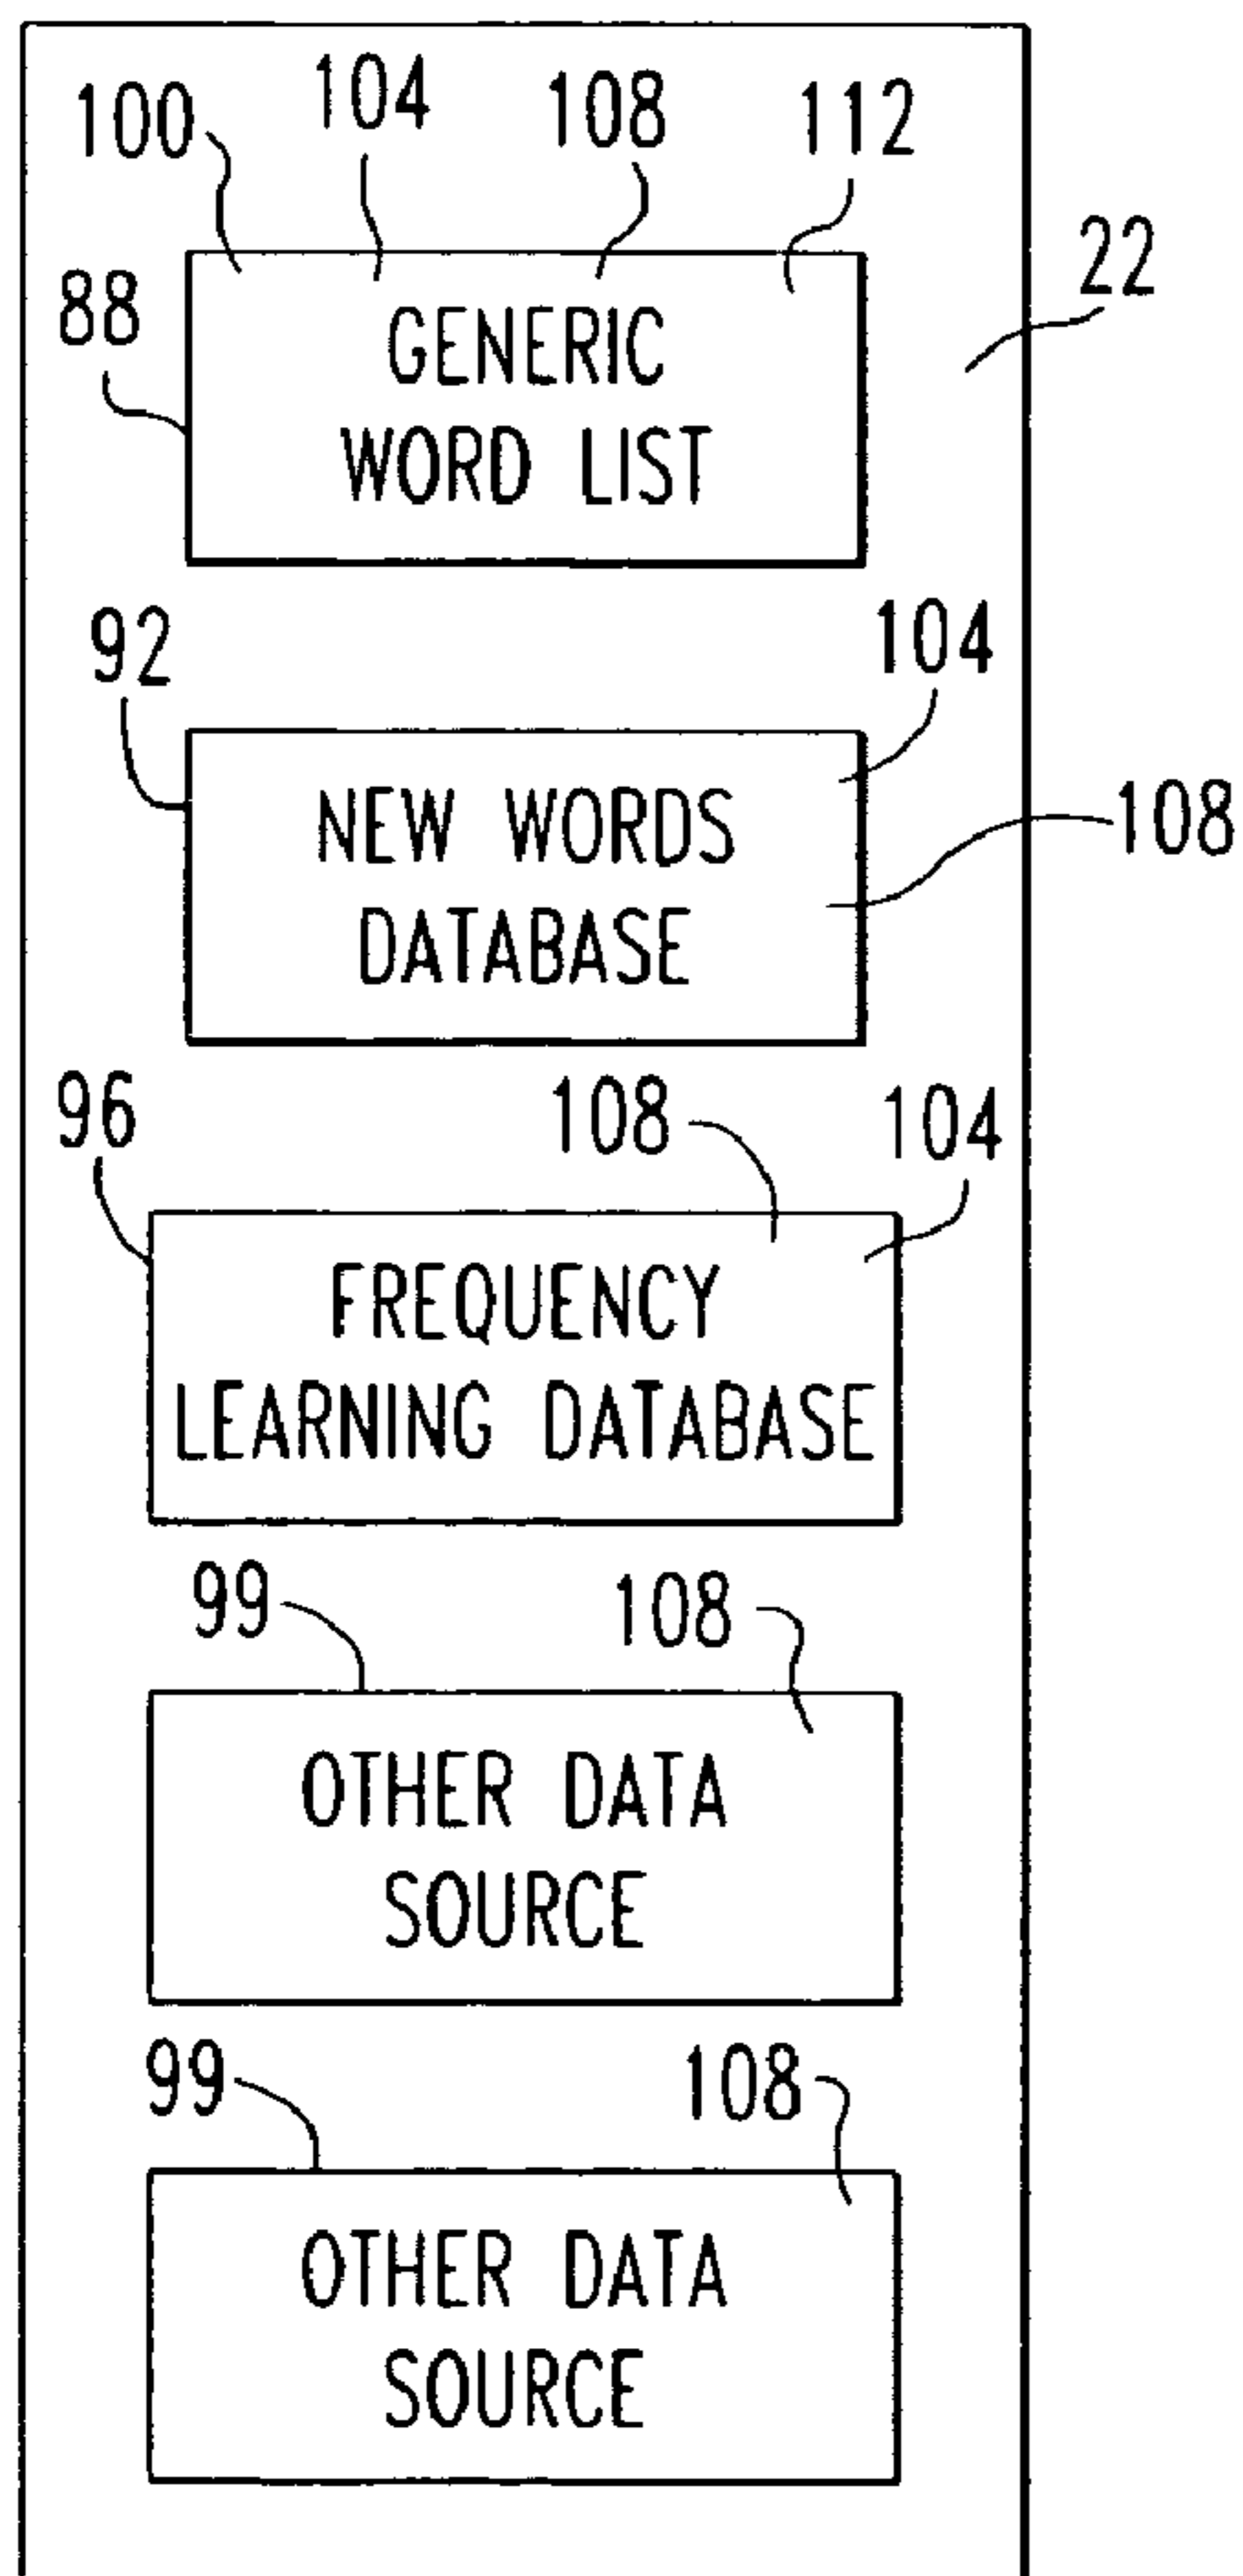 100 104 108 112
22
88
GENERIC
WORD LIST
92 104
NEW WORDS
108
DATABASE
96 108 104
FREQUENCY
LEARNING DATABASE
99 108
OTHER DATA
SOURCE
99 108
OTHER DATA
SOURCE